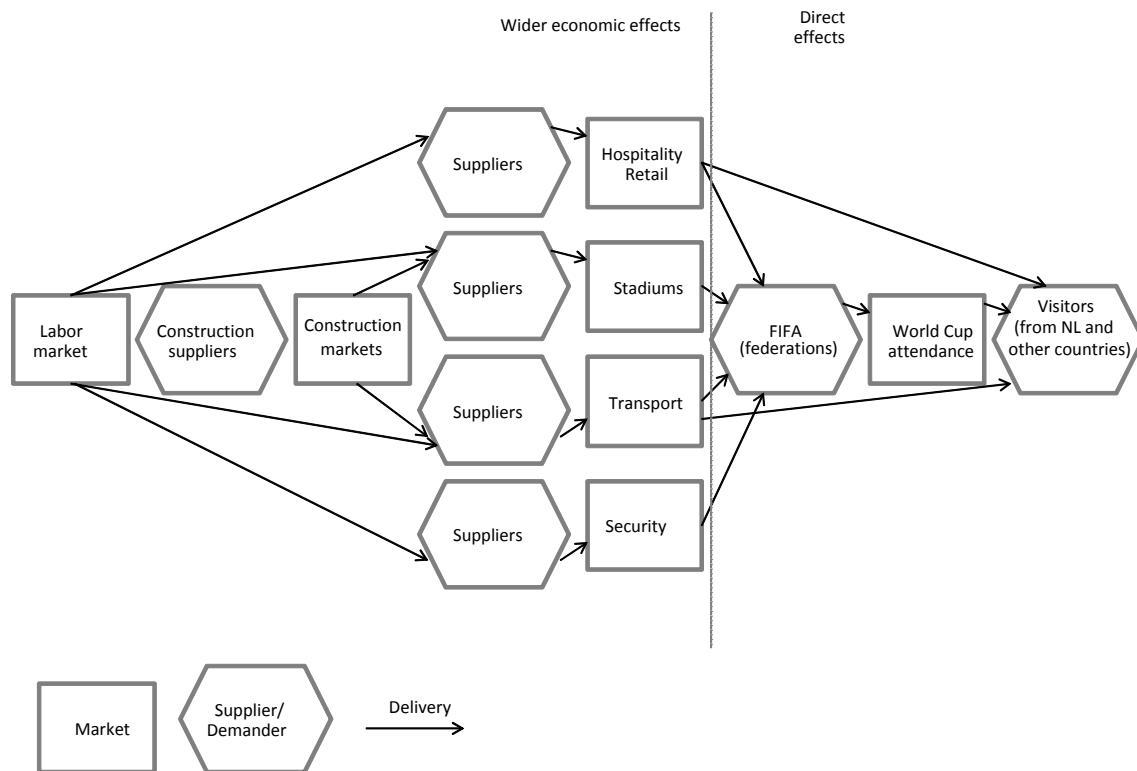 Wider economic effects
Direct
effects
Suppliers
Hospitality
Retail
Suppliers
Stadiums
Labor
market
Construction
suppliers
Construction
markets
FIFA
(federations)
World Cup
attendance
Visitors
(from NL and
other countries)
Suppliers
Transport
Suppliers
Security
Market
Supplier/
Demander
Delivery